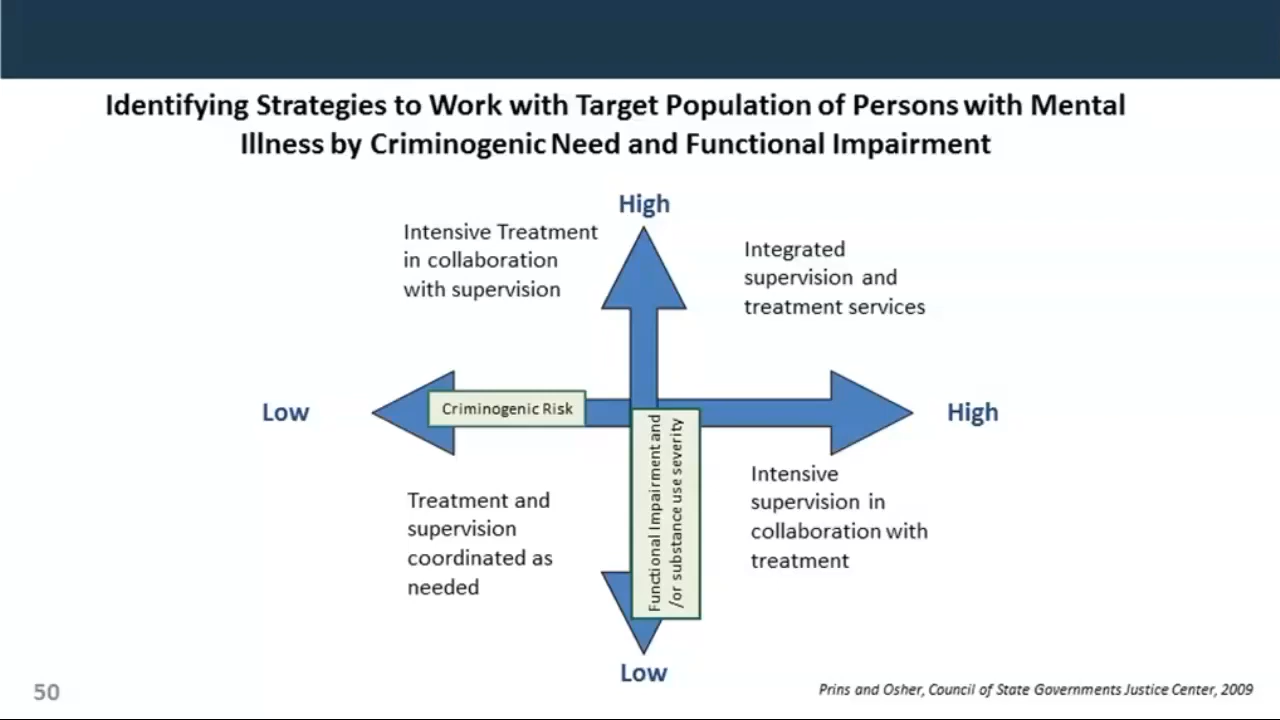 Identifying Strategies to Work with Target Population of Persons with Mental
Illness by Criminogenic Need and Functional Impairment
High
Intensive Treatment
in collaboration
with supervision
Integrated
supervision and
treatment services
Low
Criminogenic Risk
High
Functional Impairment and
/or substance use severity
Treatment and
supervision
coordinated as
needed
Intensive
supervision in
collaboration with
treatment
Low
50
Prins and Osher, Council of State Governments Justice Center, 2009